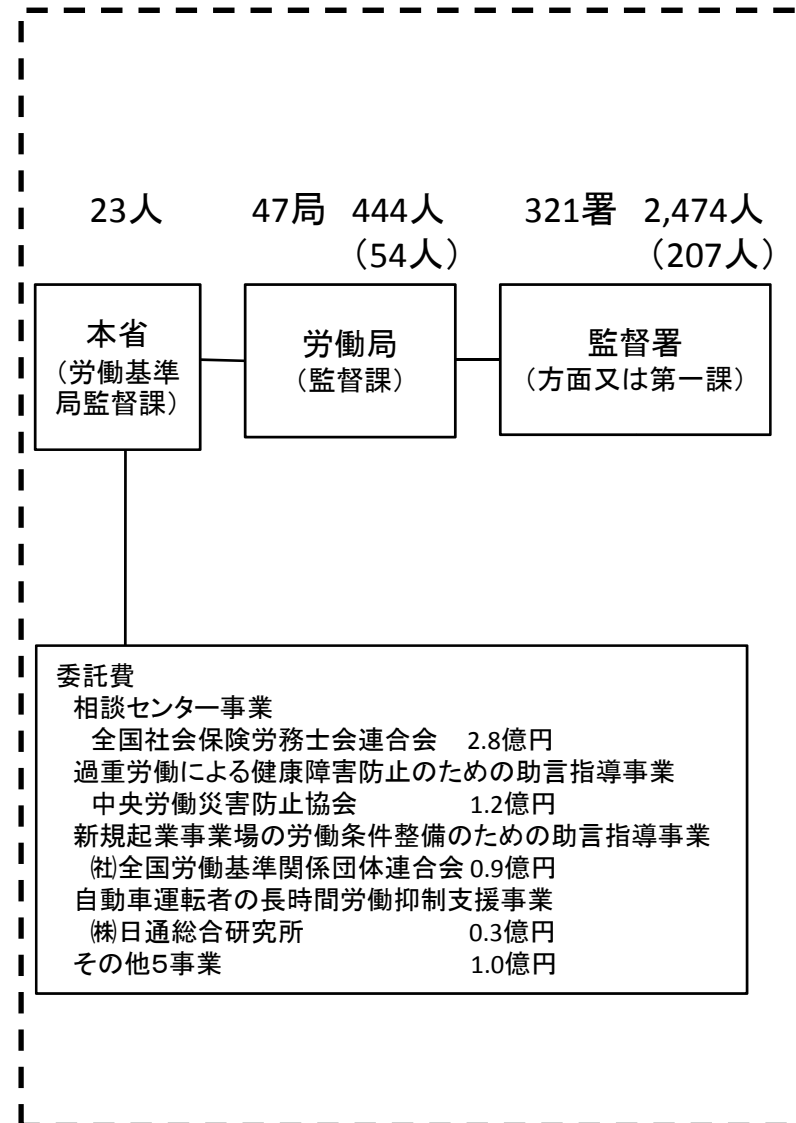 23人 47局 444人 321署 2,474人
（54人） （207人）
本省
（労働基準
局監督課）
労働局
（監督課）
監督署
（方面又は第一課）
委託費
相談センター事業
全国社会保険労務士会連合会 2.8億円
過重労働による健康障害防止のための助言指導事業
中央労働災害防止協会 1.2億円
新規起業事業場の労働条件整備のための助言指導事業
㈳全国労働基準関係団体連合会 0.9億円
自動車運転者の長時間労働抑制支援事業
㈱日通総合研究所 0.3億円
その他５事業 1.0億円